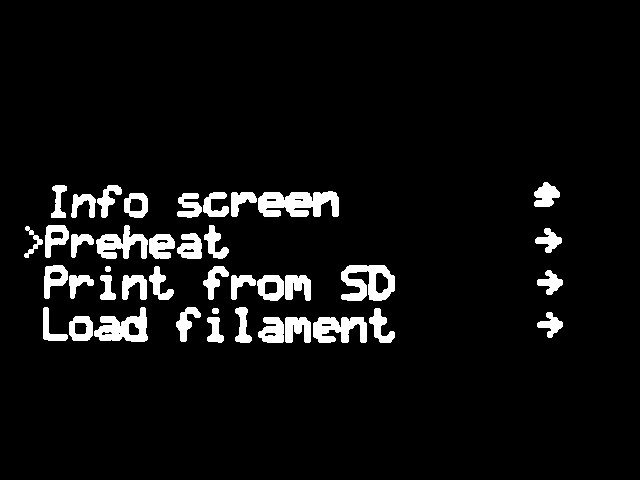 Info screen
>Preheat →
Print from SD →
Load filament →